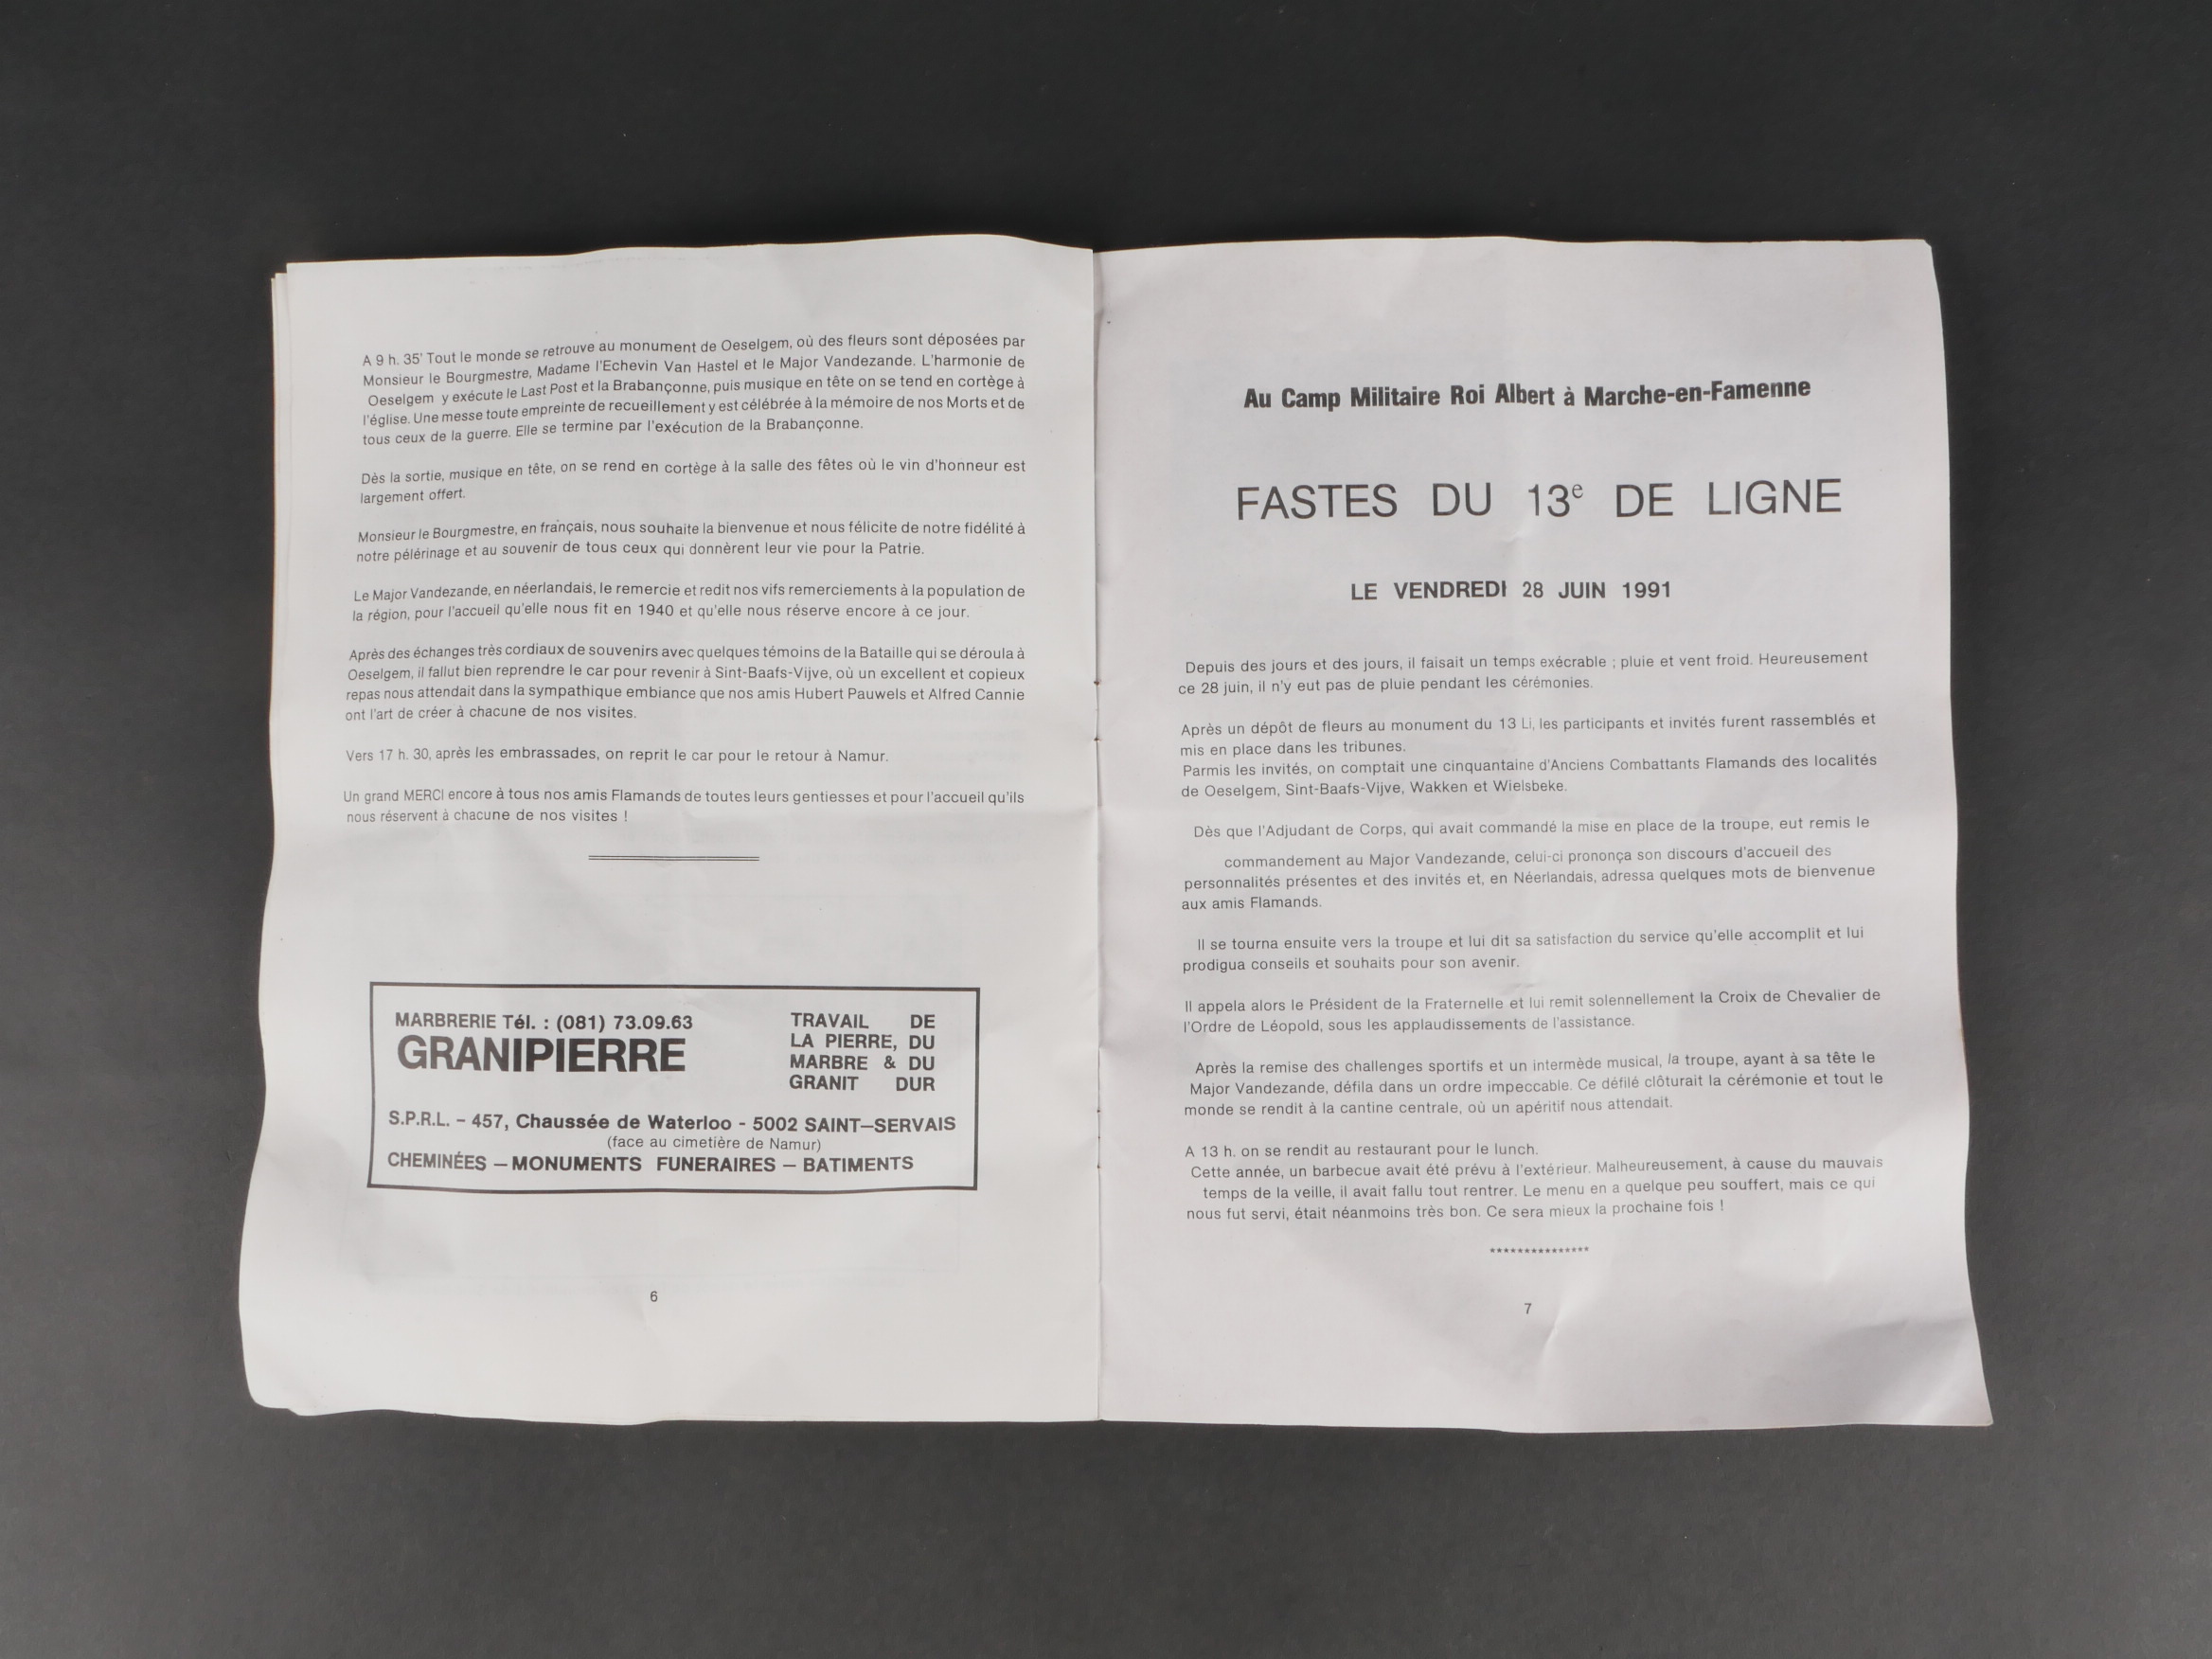 A 9 h. 35' Tout le monde se retrouve au monument de Oeselgem, où des fleurs sont déposées par
Monsieur le Bourgmestre, Madame l'Echevin Van Hastel et le Major Vandezande. L'harmonie de
Oeselgem y exécute le Last Post et la Brabançonne, puis musique en tête on se tend en cortège à
l'église. Une messe toute empreinte de recueillement y est célébrée à la mémoire de nos Morts et de
tous ceux de la guerre. Elle se termine par l'exécution de la Brabançonne.
Dès la sortie, musique en tête, on se rend en cortège à la salle des fêtes où le vin d'honneur est
largement offert.
Monsieur le Bourgmestre, en français, nous souhaite la bienvenue et nous félicite de notre fidélité à
notre pélérinage et au souvenir de tous ceux qui donnèrent leur vie pour la Patrie.
Le Major Vandezande, en néerlandais, le remercie et redit nos vifs remerciements à la population de
la région, pour l'accueil qu'elle nous fit en 1940 et qu'elle nous réserve encore à ce jour.
Après des échanges très cordiaux de souvenirs avec quelques témoins de la Bataille qui se déroula à
Oeselgem, il fallut bien reprendre le car pour revenir à Sint-Baafs-Vijve, où un excellent et copieux
repas nous attendait dans la sympathique embiance que nos amis Hubert Pauwels et Alfred Cannie
ont l'art de créer à chacune de nos visites.
Vers 17 h. 30, après les embrassades, on reprit le car pour le retour à Namur.
Un grand MERCI encore à tous nos amis Flamands de toutes leurs gentiesses et pour l'accueil qu'ils
nous réservent à chacune de nos visites !
MARBRERIE Tél. : (081) 73.09.63
GRANIPIERRE
TRAVAIL DE
LA PIERRE, DU
MARBRE & DU
GRANIT DUR
S.P.R.L. - 457, Chaussée de Waterloo - 5002 SAINT-SERVAIS
(face au cimetière de Namur)
CHEMINÉES – MONUMENTS FUNERAIRES – BATIMENTS
6
Au Camp Militaire Roi Albert à Marche-en-Famenne
FASTES DU 13e DE LIGNE
LE VENDREDI 28 JUIN 1991
Depuis des jours et des jours, il faisait un temps exécrable ; pluie et vent froid. Heureusement
ce 28 juin, il n'y eut pas de pluie pendant les cérémonies.
Après un dépôt de fleurs au monument du 13 Li, les participants et invités furent rassemblés et
mis en place dans les tribunes.
Parmis les invités, on comptait une cinquantaine d'Anciens Combattants Flamands des localités
de Oeselgem, Sint-Baafs-Vijve, Wakken et Wielsbeke.
Dès que l'Adjudant de Corps, qui avait commandé la mise en place de la troupe, eut remis le
commandement au Major Vandezande, celui-ci prononça son discours d'accueil des
personnalités présentes et des invités et, en Néerlandais, adressa quelques mots de bienvenue
aux amis Flamands.
Il se tourna ensuite vers la troupe et lui dit sa satisfaction du service qu'elle accomplit et lui
prodigua conseils et souhaits pour son avenir.
Il appela alors le Président de la Fraternelle et lui remit solennellement la Croix de Chevalier de
l'Ordre de Léopold, sous les applaudissements de l'assistance.
Après la remise des challenges sportifs et un intermède musical, la troupe, ayant à sa tête le
Major Vandezande, défila dans un ordre impeccable. Ce défilé clôturait la cérémonie et tout le
monde se rendit à la cantine centrale, où un apéritif nous attendait.
A 13 h. on se rendit au restaurant pour le lunch.
Cette année, un barbecue avait été prévu à l'extérieur. Malheureusement, à cause du mauvais
temps de la veille, il avait fallu tout rentrer. Le menu en a quelque peu souffert, mais ce qui
nous fut servi, était néanmoins très bon. Ce sera mieux la prochaine fois !
***************
7